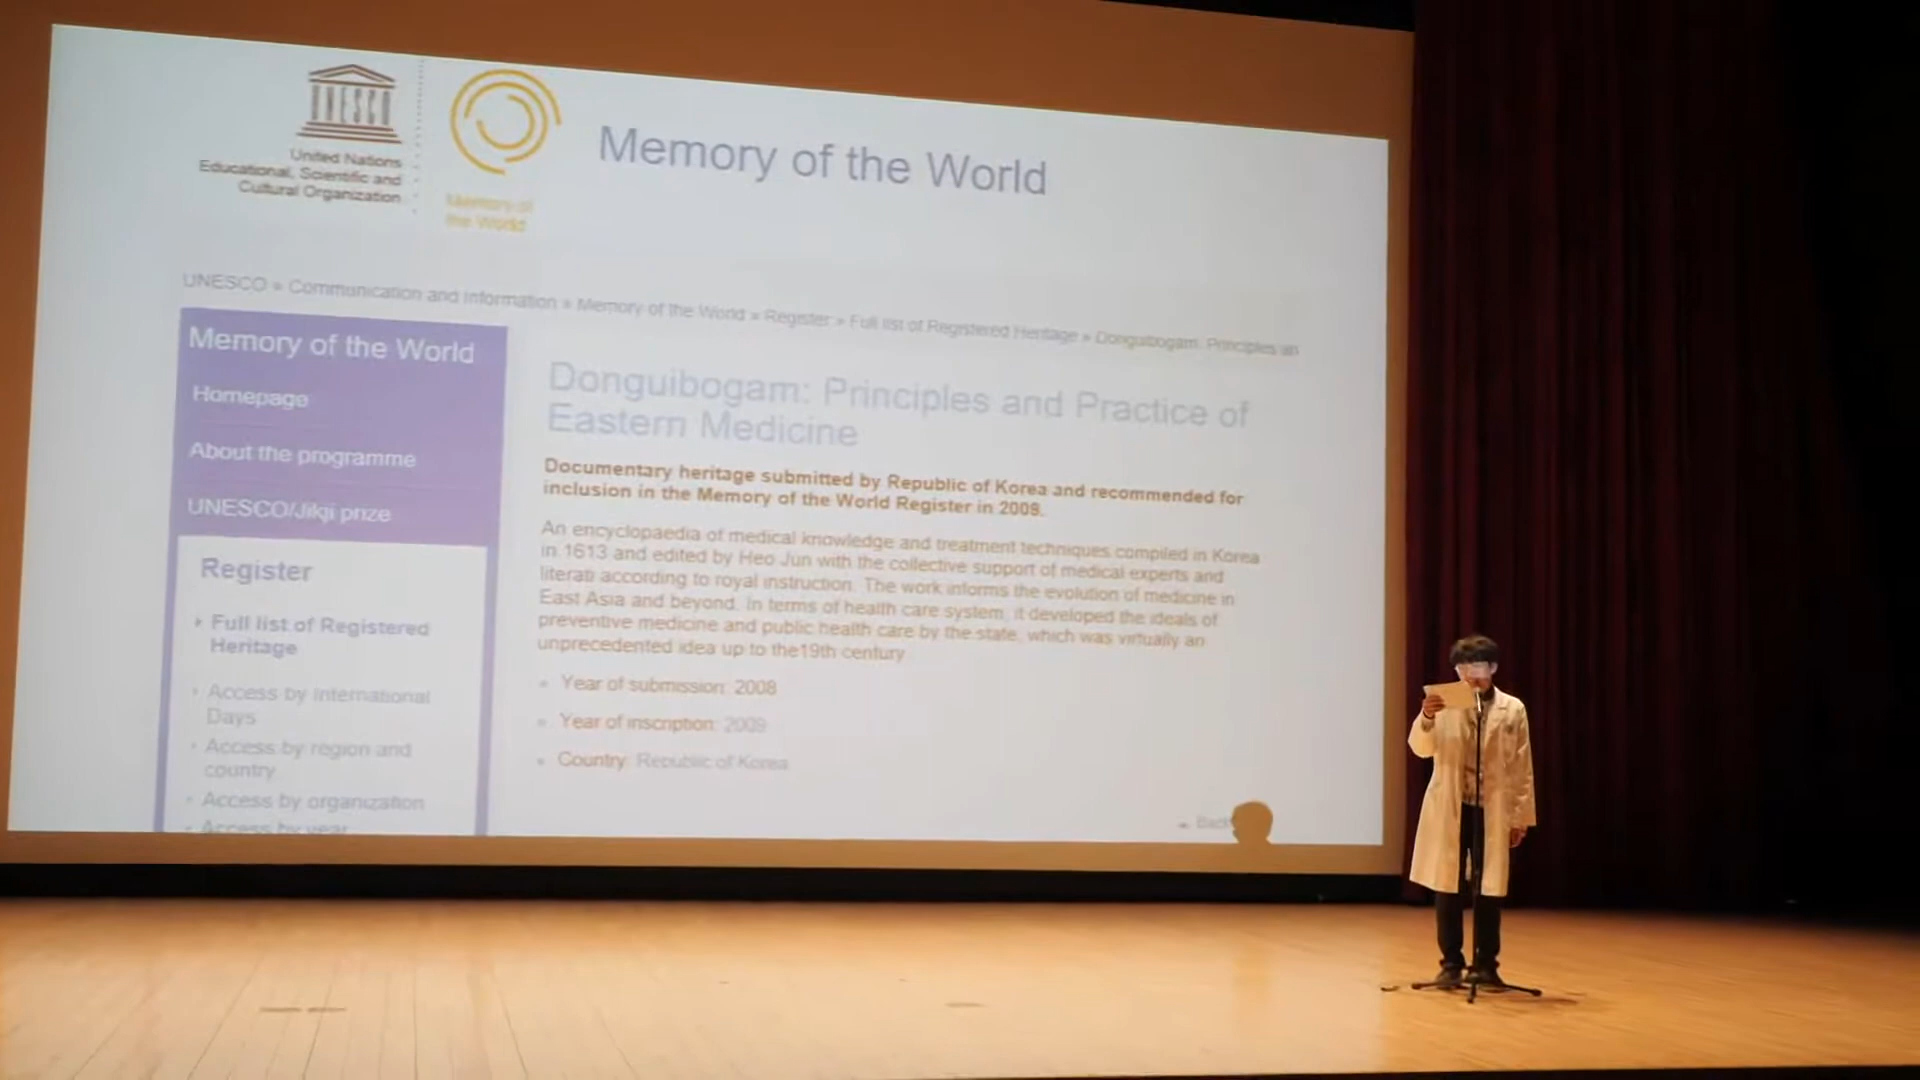 UNESCO
United Nations
Educational, Scientific and
Cultural Organization
Memory of
the World
Memory of the World
UNESCO » Communication and Information » Memory of the World » Register » Full list of Registered Heritage » Donguibogam: Principles an
Memory of the World
Homepage
About the programme
UNESCO/Jikji prize
Register
Full list of Registered
Heritage
Access by International
Days
Access by region and
country
Access by organization
Access by year
Donguibogam: Principles and Practice of
Eastern Medicine
Documentary heritage submitted by Republic of Korea and recommended for
inclusion in the Memory of the World Register in 2009.
An encyclopaedia of medical knowledge and treatment techniques compiled in Korea
in 1613 and edited by Heo Jun with the collective support of medical experts and
literati according to royal instruction. The work informs the evolution of medicine in
East Asia and beyond. In terms of health care system, it developed the ideals of
preventive medicine and public health care by the state, which was virtually an
unprecedented idea up to the19th century.
Year of submission: 2008
Year of inscription: 2009
Country: Republic of Korea
Back